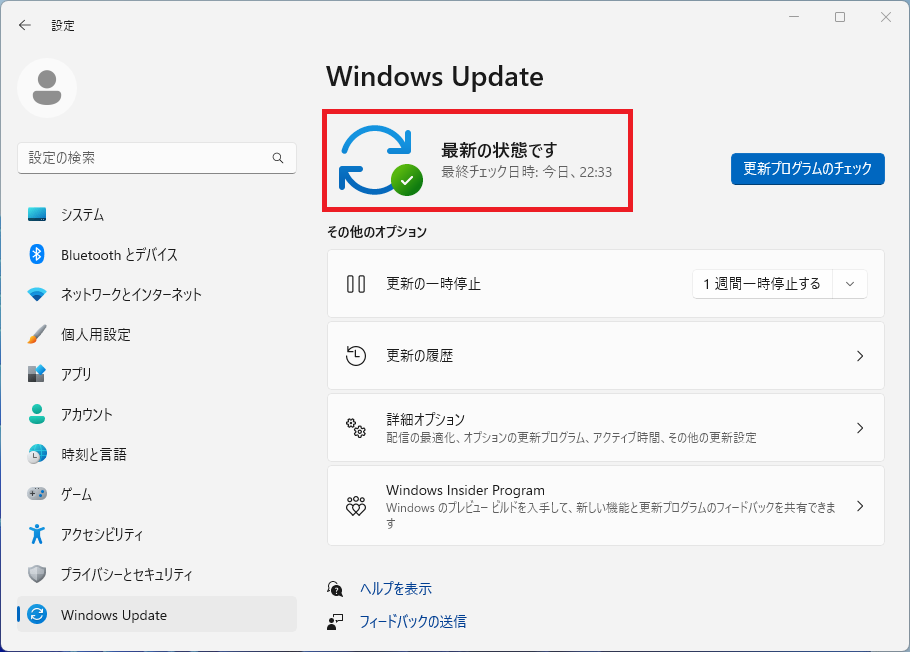 設定
設定の検索
システム
Bluetooth とデバイス
ネットワークとインターネット
個人用設定
アプリ
アカウント
時刻と言語
ゲーム
アクセシビリティ
プライバシーとセキュリティ
Windows Update
Windows Update
最新の状態です
最終チェック日時: 今日、22:33
更新プログラムのチェック
その他のオプション
更新の一時停止
1 週間一時停止する
更新の履歴
詳細オプション
配信の最適化、オプションの更新プログラム、アクティブ時間、その他の更新設定
Windows Insider Program
Windows のプレビュー ビルドを入手して、新しい機能と更新プログラムのフィードバックを共有できま
す
ヘルプを表示
フィードバックの送信